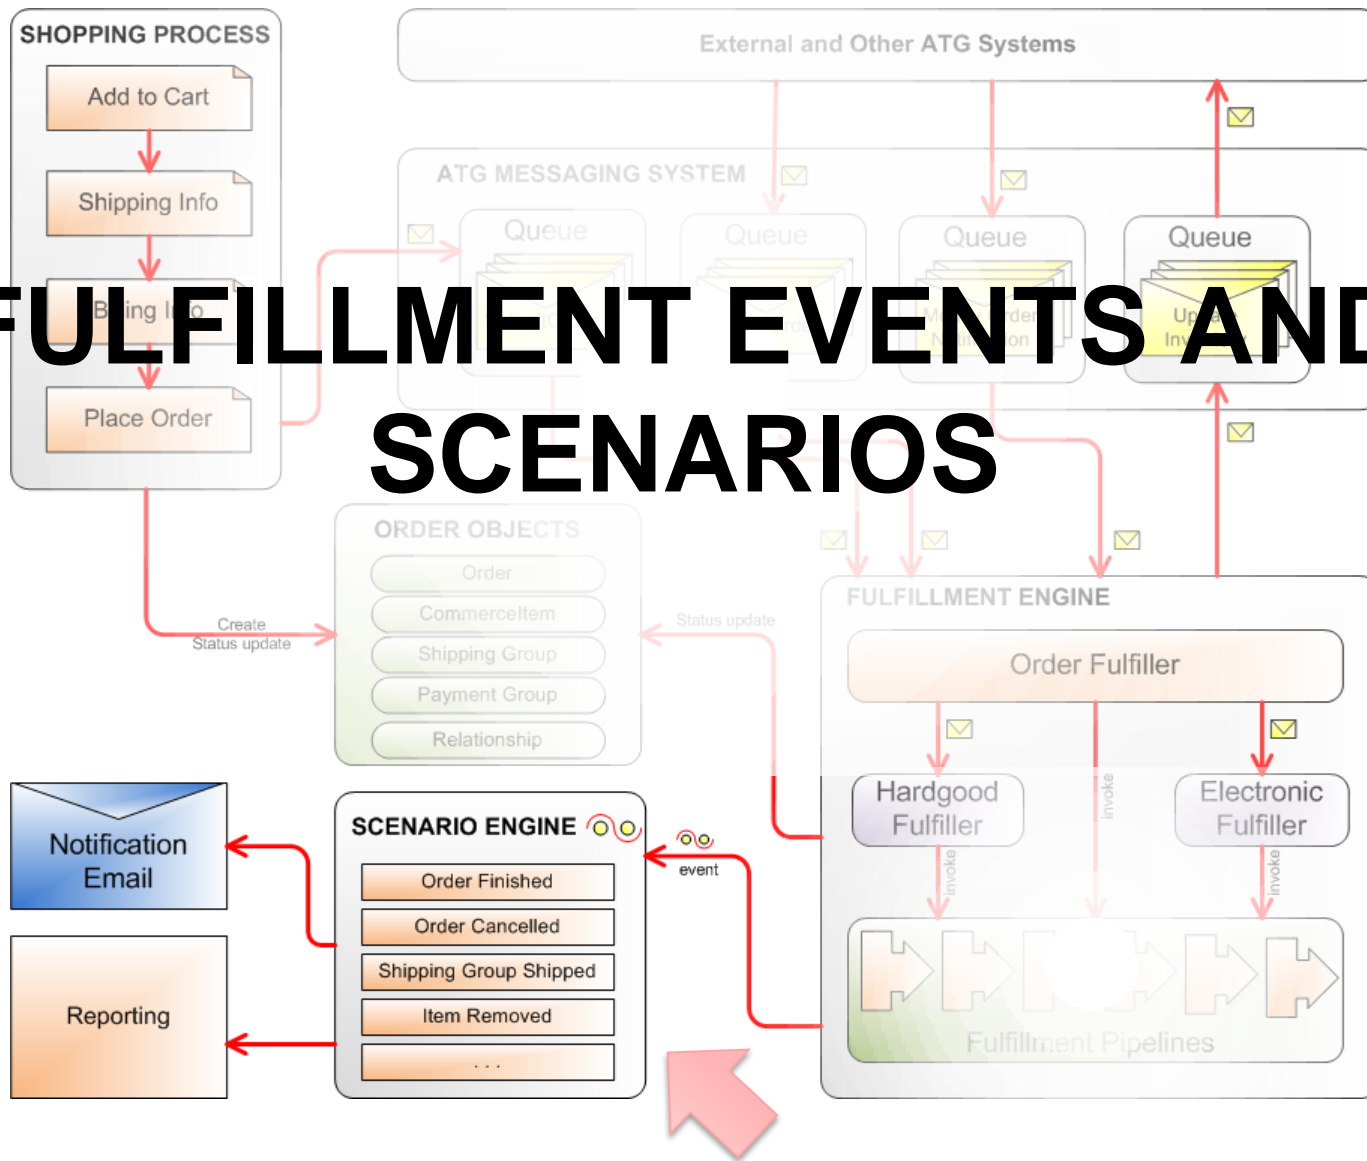 SHOPPING PROCESS
Add to Cart
Shipping Info
Billing Info
Place Order
External and Other ATG Systems
ATG MESSAGING SYSTEM
Queue
Queue
Queue
Queue
Update
FULFILLMENT EVENTS AND
SCENARIOS
ORDER OBJECTS
Order
CommerceItem
Shipping Group
Payment Group
Relationship
Create
Status update
Status update
FULFILLMENT ENGINE
Order Fulfiller
Hardgood
Fulfiller
invoke
Electronic
Fulfiller
invoke
invoke
Fulfillment Pipelines
Notification
Email
Reporting
SCENARIO ENGINE
Order Finished
Order Cancelled
Shipping Group Shipped
Item Removed
. . .
event